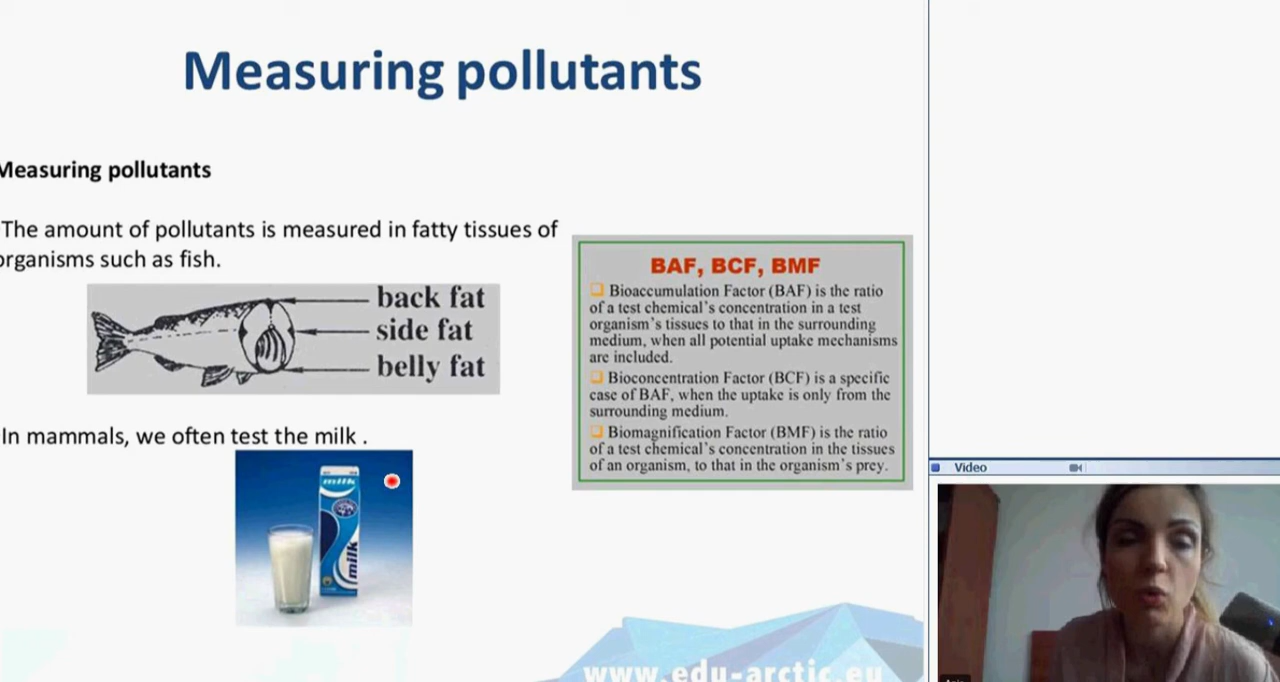 Measuring pollutants
Measuring pollutants
The amount of pollutants is measured in fatty tissues of
organisms such as fish.
back fat
side fat
belly fat
In mammals, we often test the milk .
milk
milk
BAF, BCF, BMF
Bioaccumulation Factor (BAF) is the ratio
of a test chemical's concentration in a test
organism's tissues to that in the surrounding
medium, when all potential uptake mechanisms
are included.
Bioconcentration Factor (BCF) is a specific
case of BAF, when the uptake is only from the
surrounding medium.
Biomagnification Factor (BMF) is the ratio
of a test chemical's concentration in the tissues
of an organism, to that in the organism's prey.
www.edu-arctic.eu
Video